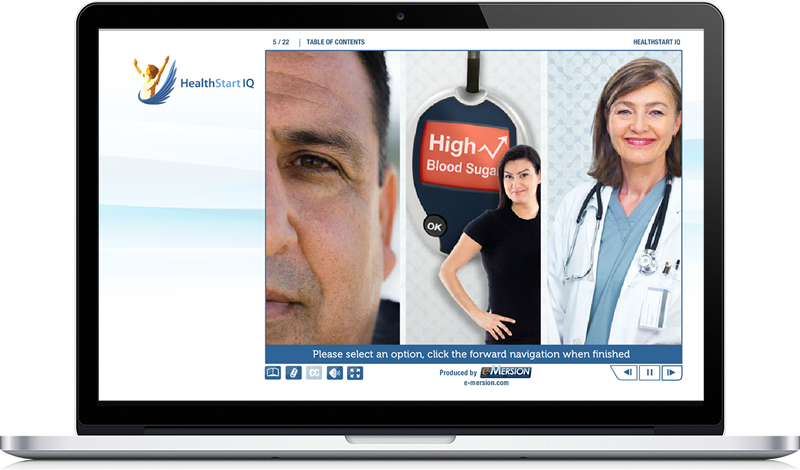 5 / 22 | TABLE OF CONTENTS
HEALTHSTART IQ
HealthStart IQ
High
Blood Suga
OK
Please select an option, click the forward navigation when finished
CC
Produced by e-MERSION
e-mersion.com